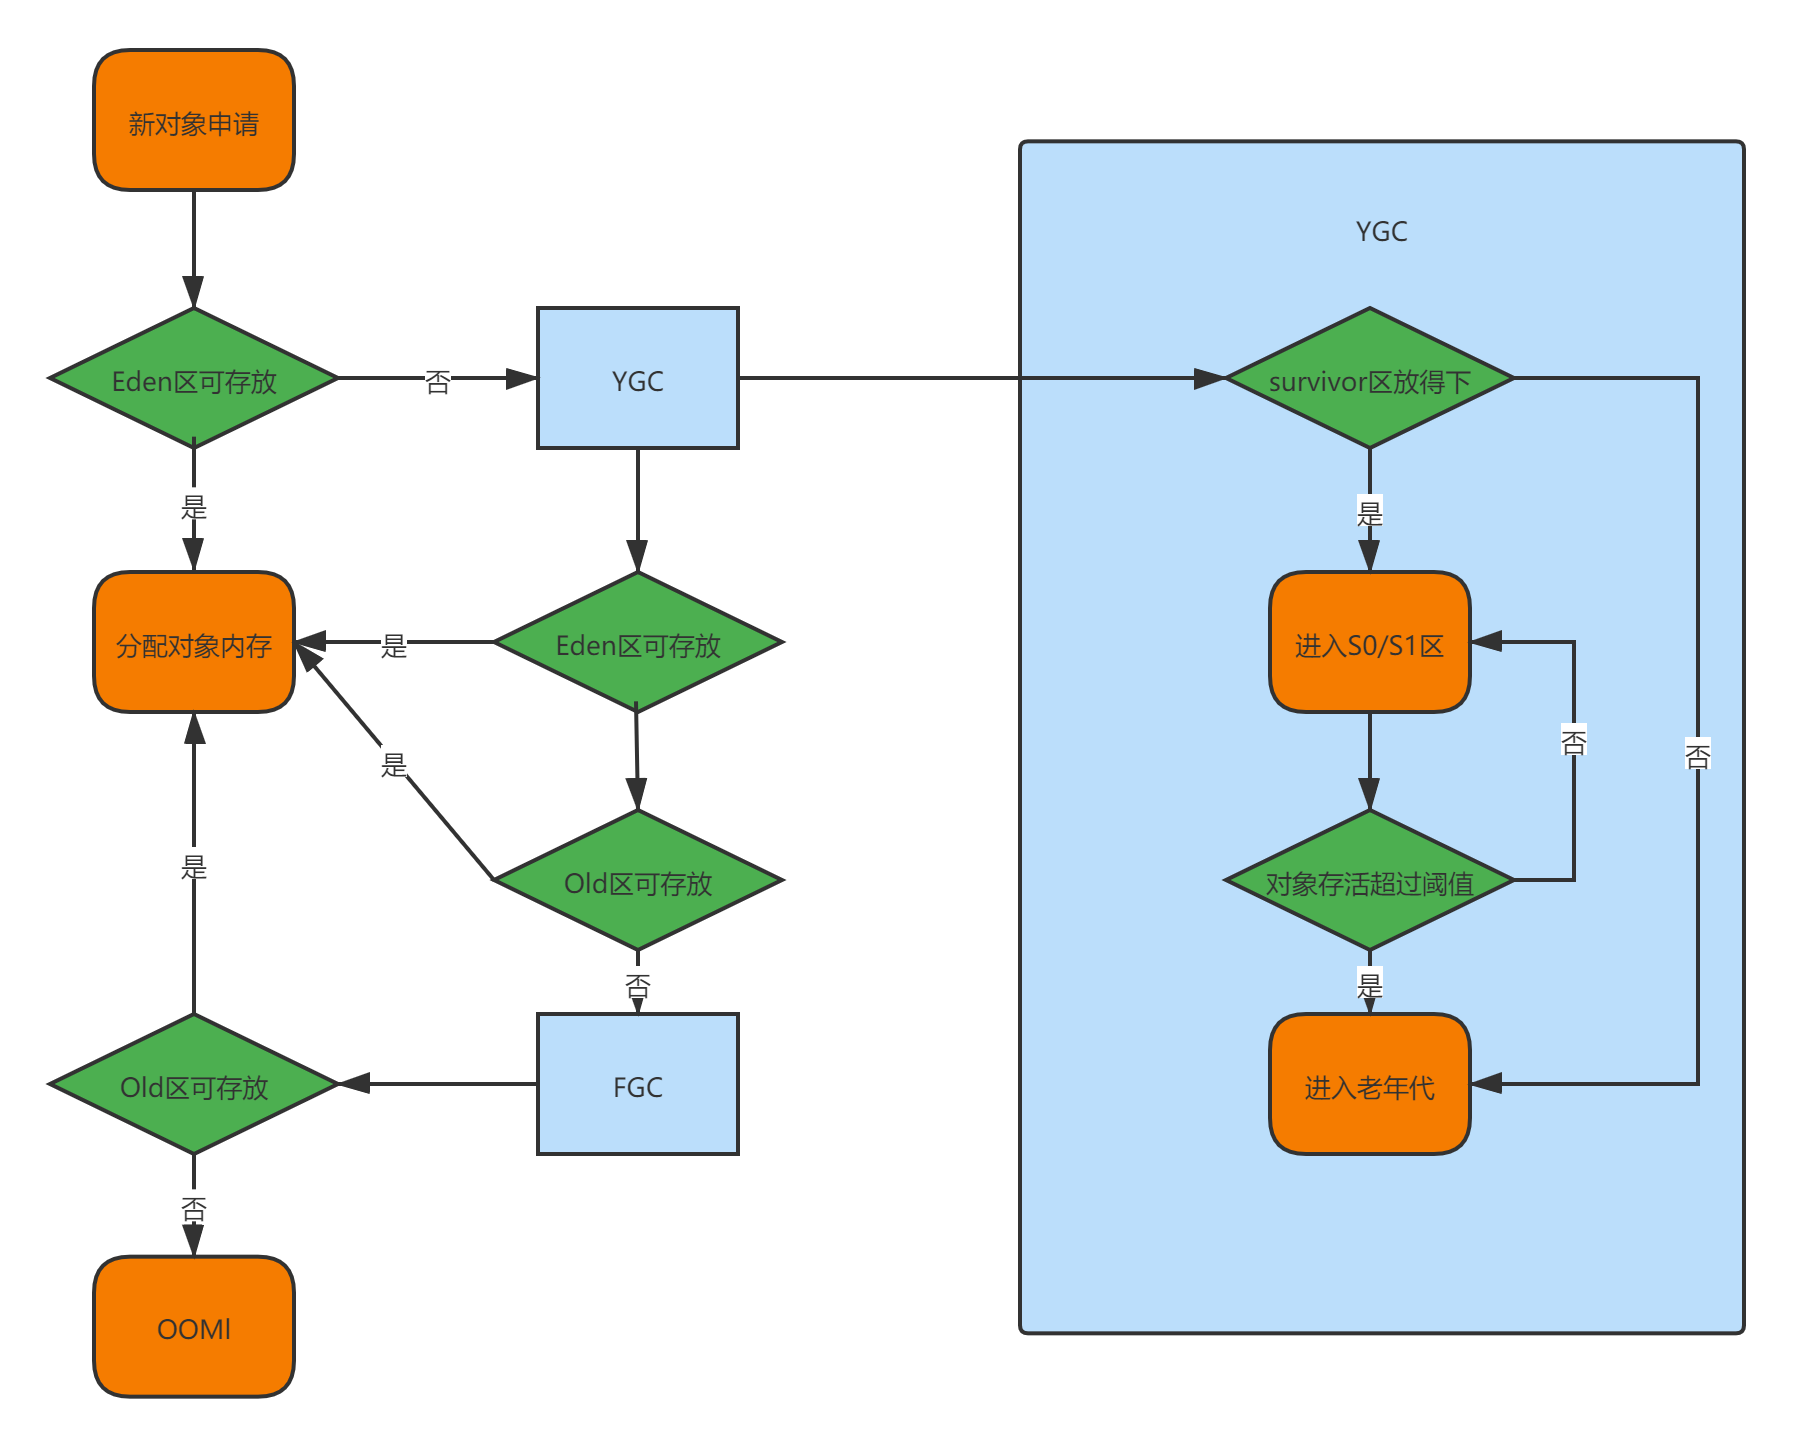 新对象申请
YGC
Eden区可存放
否
YGC
survivor区放得下
是
是
分配对象内存
是
Eden区可存放
进入S0/S1区
否
否
是
是
Old区可存放
对象存活超过阈值
否
是
Old区可存放
FGC
进入老年代
否
OOMl